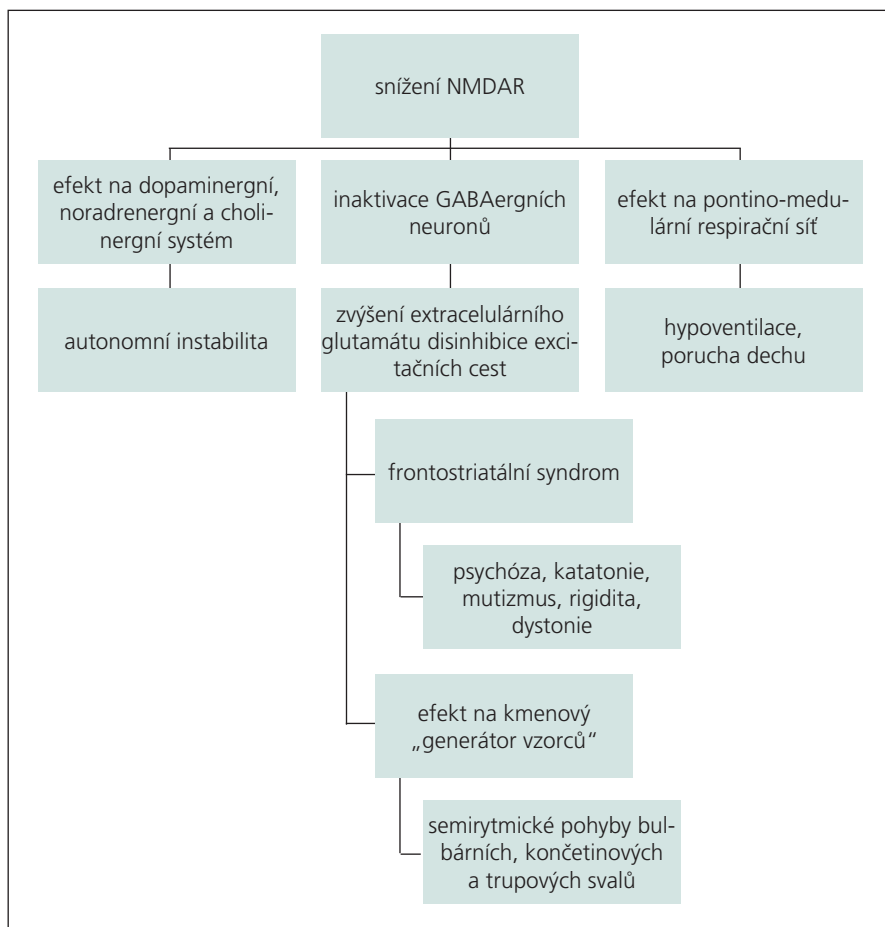 snížení NMDAR
efekt na dopaminergní,
noradrenergní a choli-
nergní systém
inaktivace GABAergních
neuronů
efekt na pontino-medu-
lární respirační síť
autonomní instabilita
zvýšení extracelulárního
glutamátu disinhibice exci-
tačních cest
hypoventilace,
porucha dechu
frontostriatální syndrom
psychóza, katatonie,
mutizmus, rigidita,
dystonie
efekt na kmenový
„generátor vzorců“
semirytmické pohyby bul-
bárních, končetinových
a trupových svalů